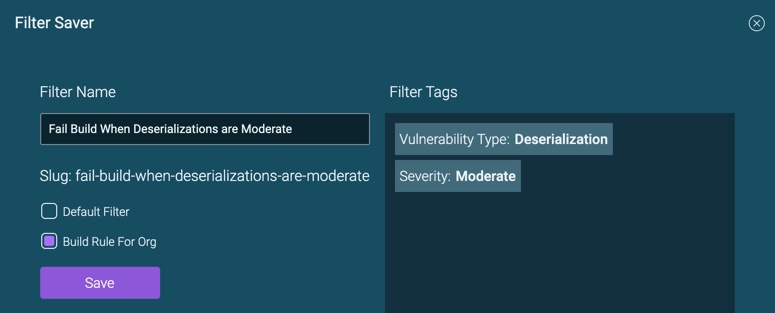 Filter Saver
Filter Name
Fail Build When Deserializations are Moderate
Slug: fail-build-when-deserializations-are-moderate
Default Filter
Build Rule For Org
Save
Filter Tags
Vulnerability Type: Deserialization
Severity: Moderate